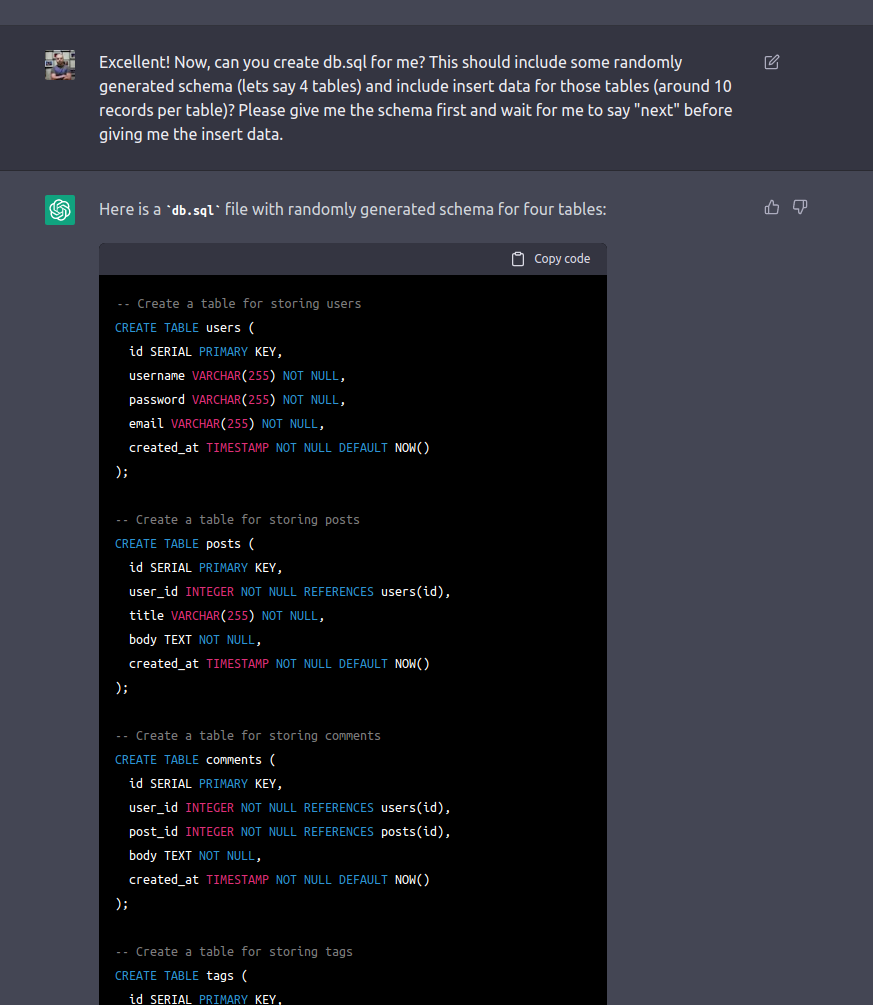 Excellent! Now, can you create db.sql for me? This should include some randomly
generated schema (lets say 4 tables) and include insert data for those tables (around 10
records per table)? Please give me the schema first and wait for me to say "next" before
giving me the insert data.
Here is a `db.sql` file with randomly generated schema for four tables:
Copy code
-- Create a table for storing users
CREATE TABLE users (
  id SERIAL PRIMARY KEY,
  username VARCHAR(255) NOT NULL,
  password VARCHAR(255) NOT NULL,
  email VARCHAR(255) NOT NULL,
  created_at TIMESTAMP NOT NULL DEFAULT NOW()
);
-- Create a table for storing posts
CREATE TABLE posts (
  id SERIAL PRIMARY KEY,
  user_id INTEGER NOT NULL REFERENCES users(id),
  title VARCHAR(255) NOT NULL,
  body TEXT NOT NULL,
  created_at TIMESTAMP NOT NULL DEFAULT NOW()
);
-- Create a table for storing comments
CREATE TABLE comments (
  id SERIAL PRIMARY KEY,
  user_id INTEGER NOT NULL REFERENCES users(id),
  post_id INTEGER NOT NULL REFERENCES posts(id),
  body TEXT NOT NULL,
  created_at TIMESTAMP NOT NULL DEFAULT NOW()
);
-- Create a table for storing tags
CREATE TABLE tags (
  id SERIAL PRIMARY KEY,